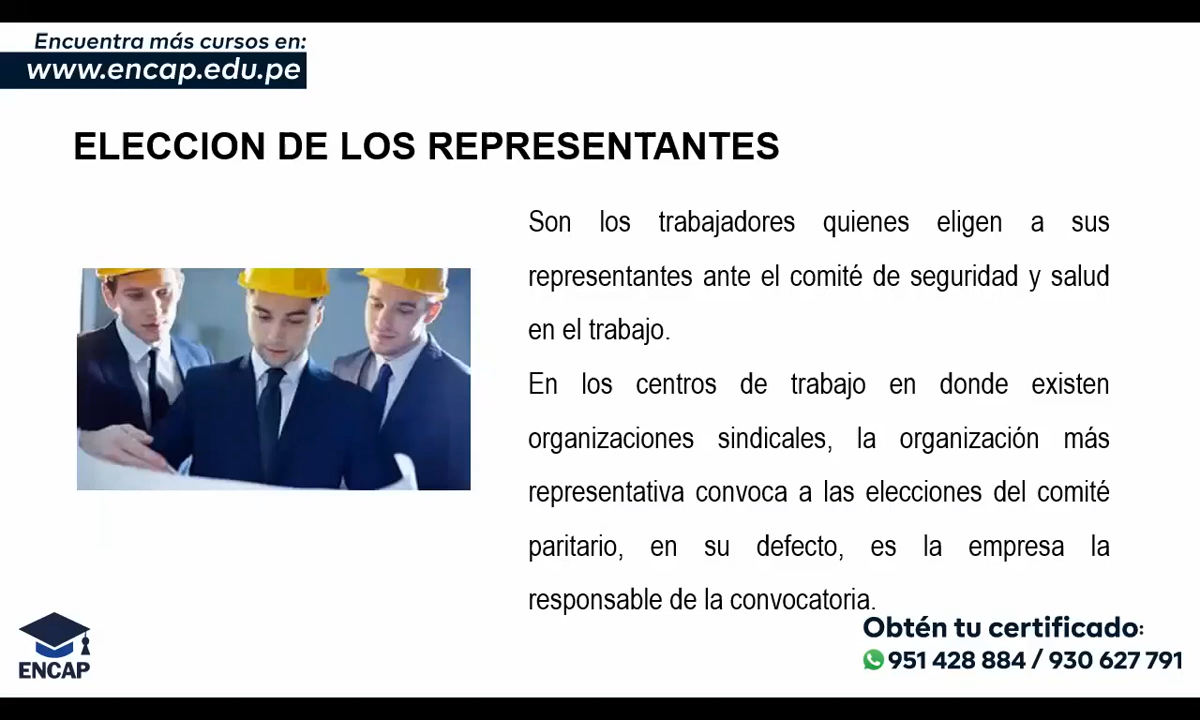 Encuentra más cursos en:
www.encap.edu.pe
ELECCION DE LOS REPRESENTANTES
Son los trabajadores quienes eligen a sus
representantes ante el comité de seguridad y salud
en el trabajo.
En los centros de trabajo en donde existen
organizaciones sindicales, la organización más
representativa convoca a las elecciones del comité
paritario, en su defecto, es la empresa la
responsable de la convocatoria.
Obtén tu certificado:
951 428 884 / 930 627 791
ENCAP